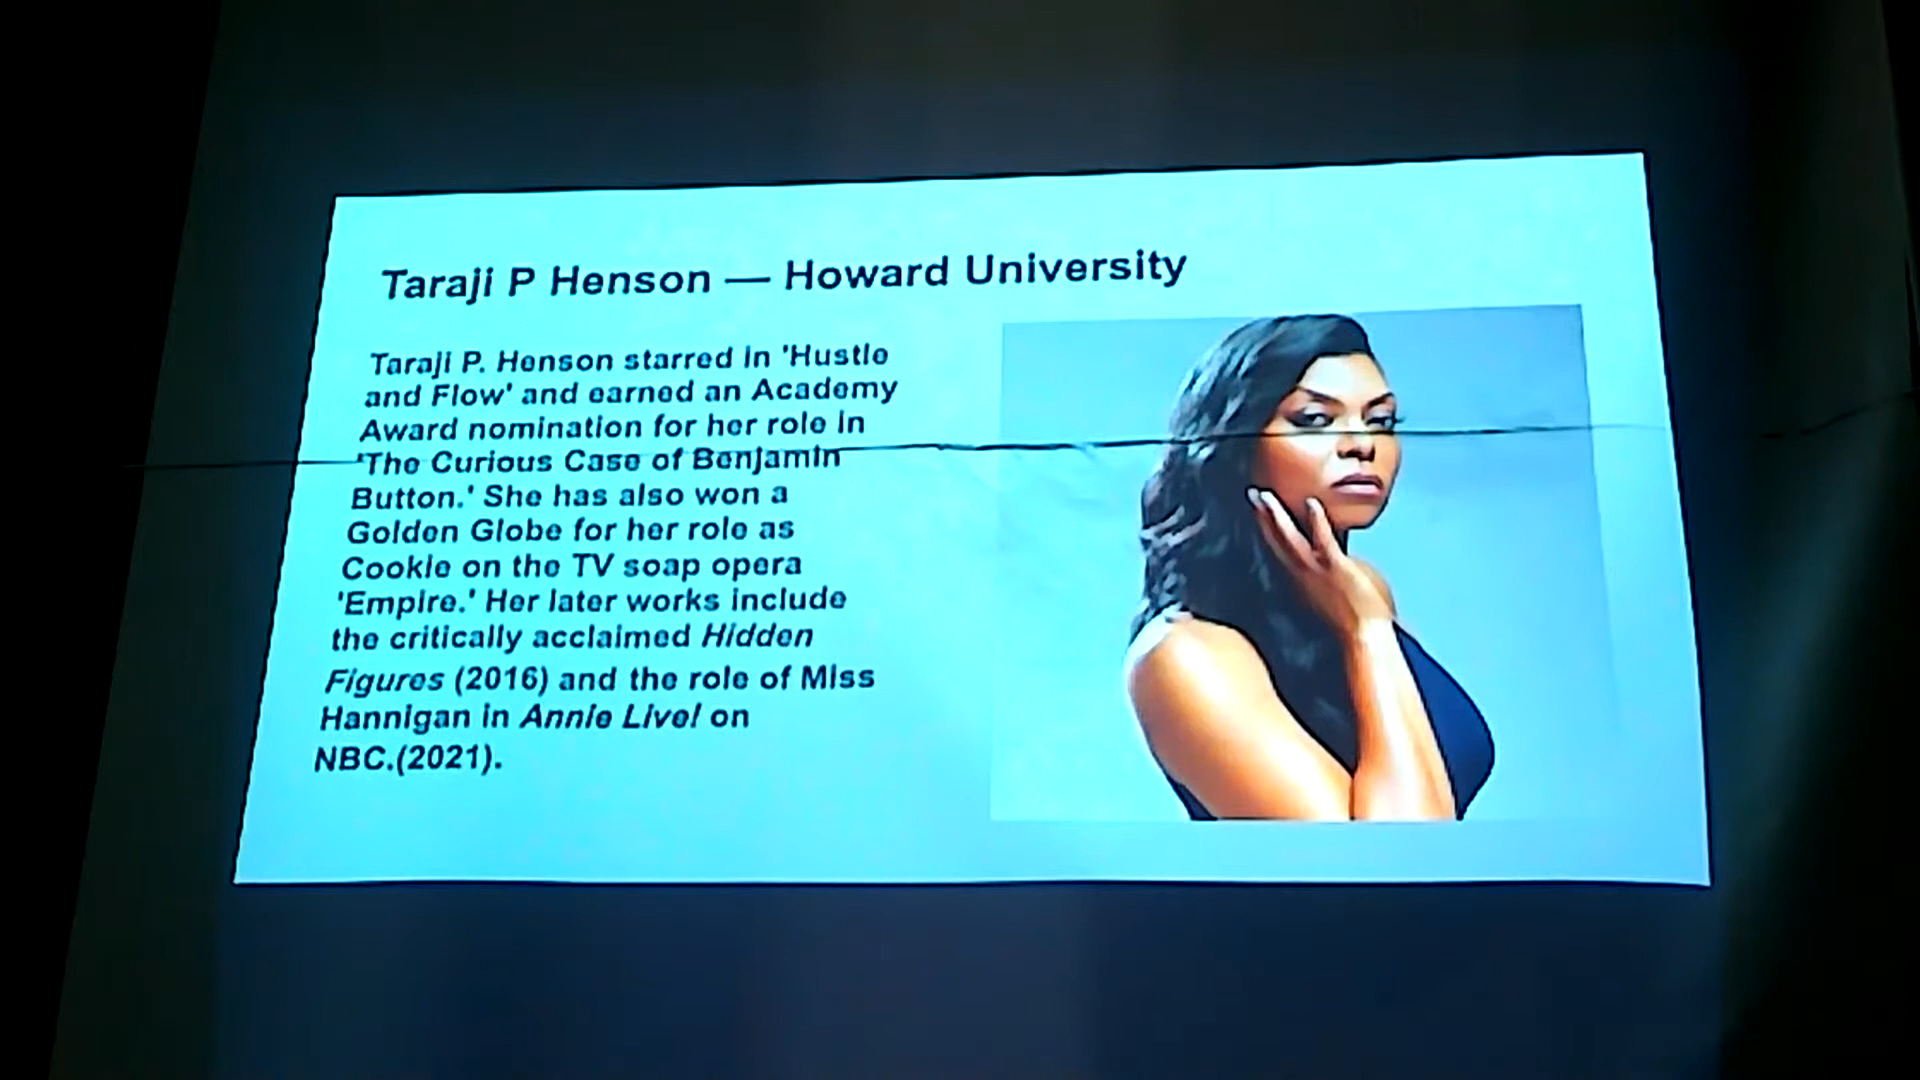 Taraji P Henson — Howard University
Taraji P. Henson starred in 'Hustle
and Flow' and earned an Academy
Award nomination for her role in
'The Curious Case of Benjamin
Button.' She has also won a
Golden Globe for her role as
Cookie on the TV soap opera
'Empire.' Her later works include
the critically acclaimed Hidden
Figures (2016) and the role of Miss
Hannigan in Annie Live! on
NBC.(2021).